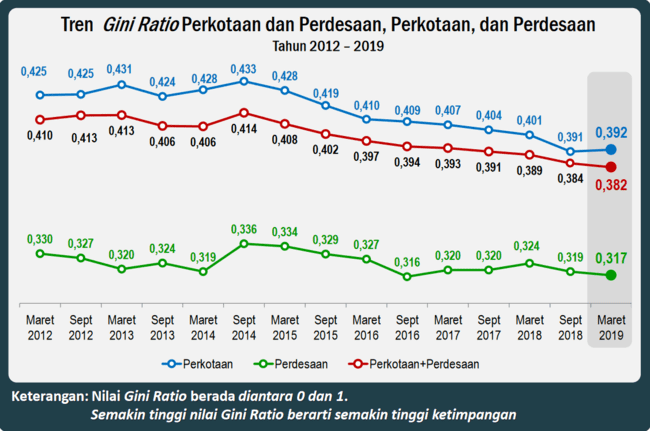 Tren Gini Ratio Perkotaan dan Perdesaan, Perkotaan, dan Perdesaan
Tahun 2012 – 2019
0,425 0,425 0,431 0,424 0,428 0,433 0,428 0,419 0,410 0,409 0,407 0,404 0,401 0,391 0,392
0,410 0,413 0,413 0,406 0,406 0,414 0,408 0,402 0,397 0,394 0,393 0,391 0,389 0,384 0,382
0,330 0,327 0,320 0,324 0,319 0,336 0,334 0,329 0,327 0,316 0,320 0,320 0,324 0,319 0,317
Maret Sept Maret Sept Maret Sept Maret Sept Maret Sept Maret Sept Maret Sept Maret
2012 2012 2013 2013 2014 2014 2015 2015 2016 2016 2017 2017 2018 2018 2019
Perkotaan Perdesaan Perkotaan+Perdesaan
Keterangan: Nilai Gini Ratio berada diantara 0 dan 1.
Semakin tinggi nilai Gini Ratio berarti semakin tinggi ketimpangan